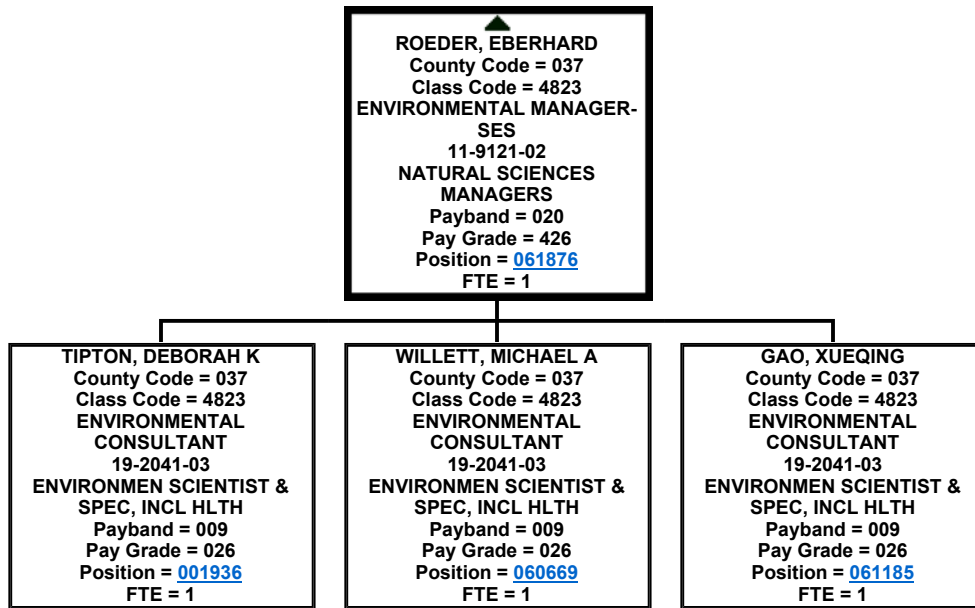 ROEDER, EBERHARD
County Code = 037
Class Code = 4823
ENVIRONMENTAL MANAGER-
SES
11-9121-02
NATURAL SCIENCES
MANAGERS
Payband = 020
Pay Grade = 426
Position = 061876
FTE = 1
TIPTON, DEBORAH K
County Code = 037
Class Code = 4823
ENVIRONMENTAL
CONSULTANT
19-2041-03
ENVIRONMEN SCIENTIST &
SPEC, INCL HLTH
Payband = 009
Pay Grade = 026
Position = 001936
FTE = 1
WILLETT, MICHAEL A
County Code = 037
Class Code = 4823
ENVIRONMENTAL
CONSULTANT
19-2041-03
ENVIRONMEN SCIENTIST &
SPEC, INCL HLTH
Payband = 009
Pay Grade = 026
Position = 060669
FTE = 1
GAO, XUEQING
County Code = 037
Class Code = 4823
ENVIRONMENTAL
CONSULTANT
19-2041-03
ENVIRONMEN SCIENTIST &
SPEC, INCL HLTH
Payband = 009
Pay Grade = 026
Position = 061185
FTE = 1